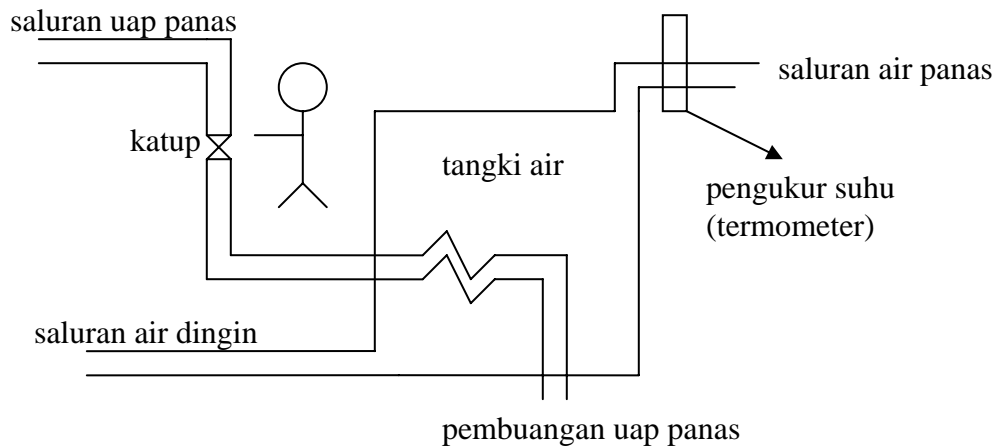 saluran uap panas
saluran air panas
katup
tangki air
pengukur suhu
(termometer)
saluran air dingin
pembuangan uap panas